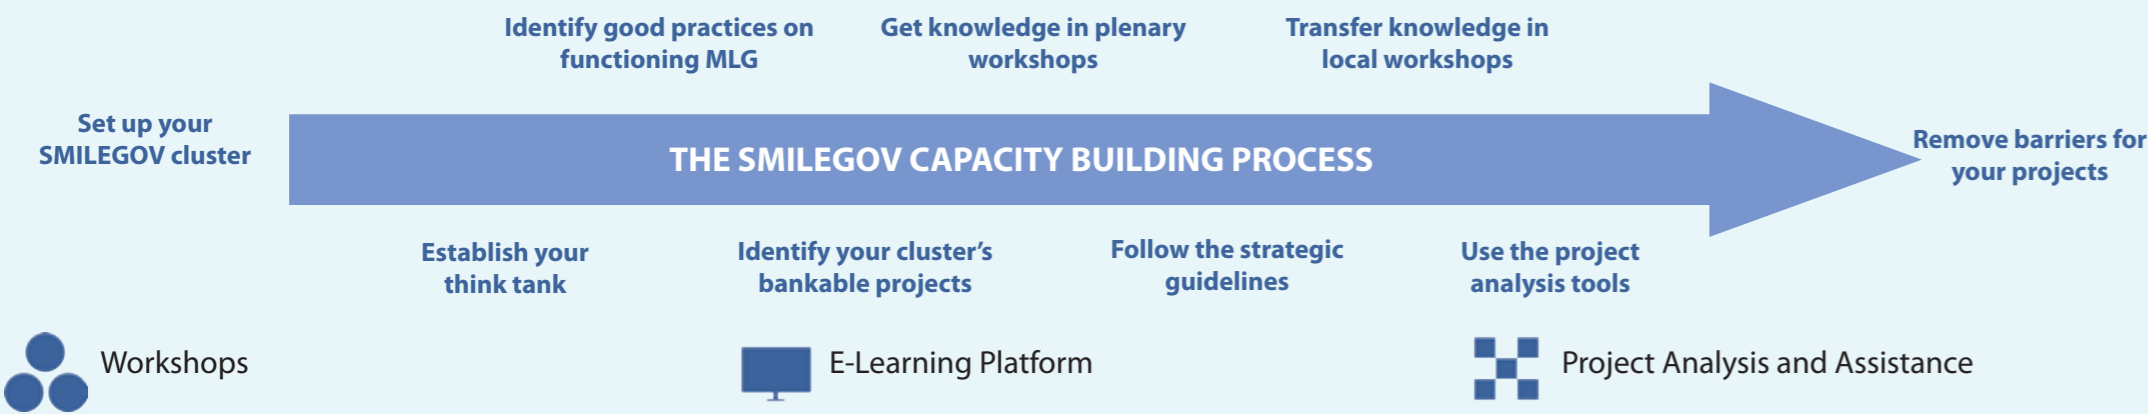 Identify good practices on
functioning MLG
Get knowledge in plenary
workshops
Transfer knowledge in
local workshops
Set up your
SMILEGOV cluster
THE SMILEGOV CAPACITY BUILDING PROCESS
Remove barriers for
your projects
Establish your
think tank
Identify your cluster’s
bankable projects
Follow the strategic
guidelines
Use the project
analysis tools
Workshops
E-Learning Platform
Project Analysis and Assistance